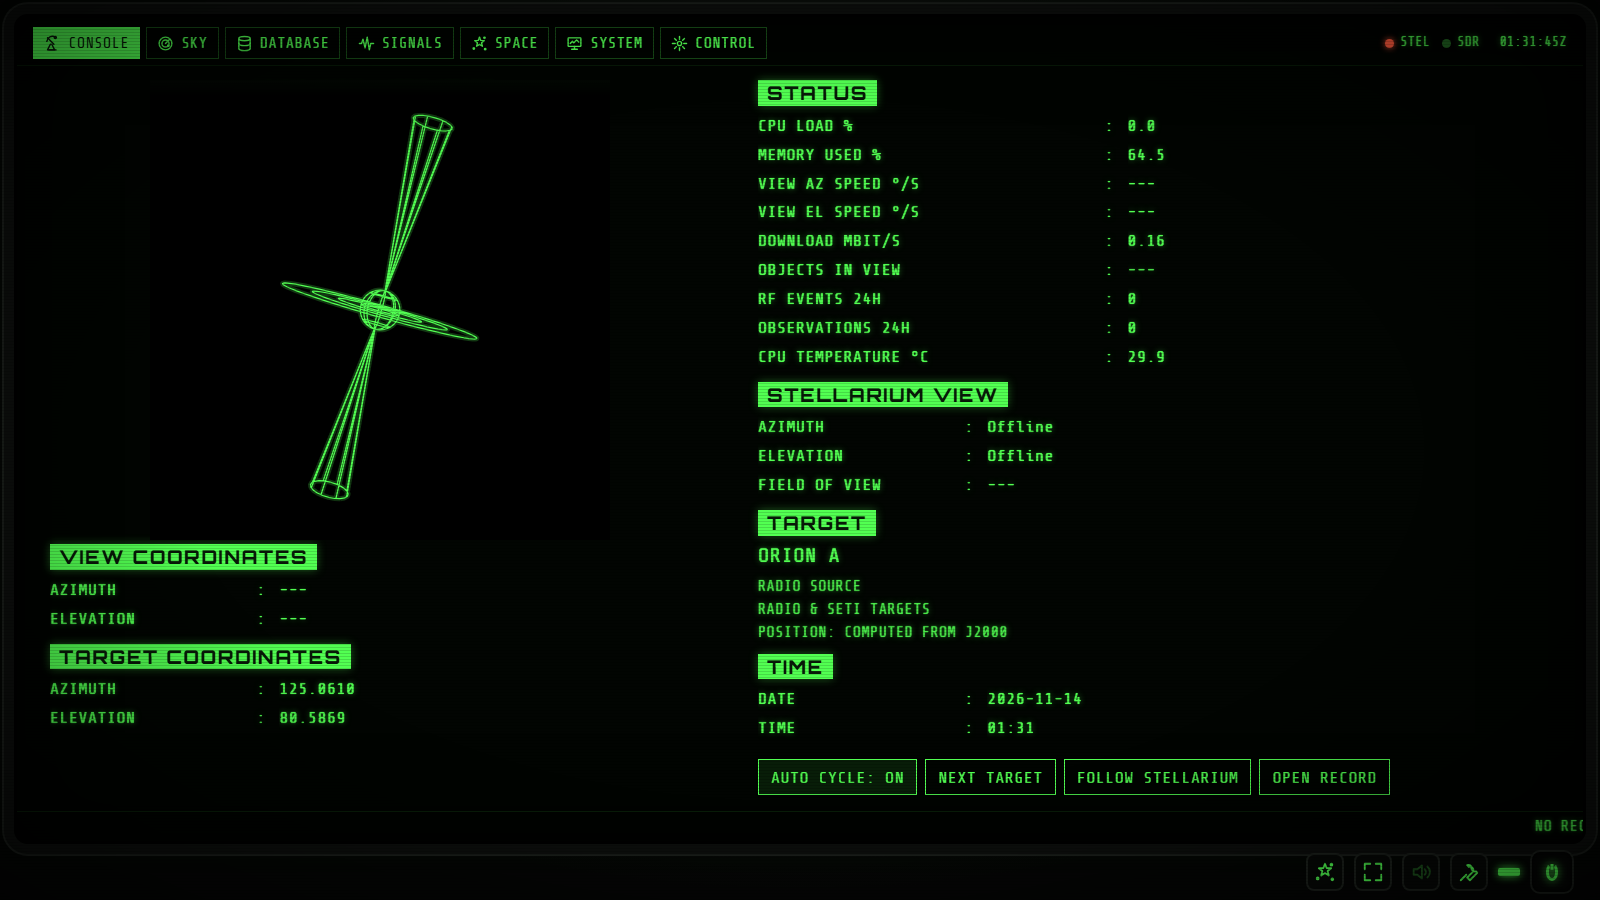 CONSOLE SKY DATABASE SIGNALS SPACE SYSTEM CONTROL STEL SDR 01:31:45Z
STATUS
CPU LOAD % : 0.0
MEMORY USED % : 64.5
VIEW AZ SPEED °/S : ---
VIEW EL SPEED °/S : ---
DOWNLOAD MBIT/S : 0.16
OBJECTS IN VIEW : ---
RF EVENTS 24H : 0
OBSERVATIONS 24H : 0
CPU TEMPERATURE °C : 29.9
STELLARIUM VIEW
AZIMUTH : Offline
ELEVATION : Offline
FIELD OF VIEW : ---
TARGET
ORION A
RADIO SOURCE
RADIO & SETI TARGETS
POSITION: COMPUTED FROM J2000
TIME
DATE : 2026-11-14
TIME : 01:31
AUTO CYCLE: ON NEXT TARGET FOLLOW STELLARIUM OPEN RECORD
VIEW COORDINATES
AZIMUTH : ---
ELEVATION : ---
TARGET COORDINATES
AZIMUTH : 125.0610
ELEVATION : 80.5869
NO